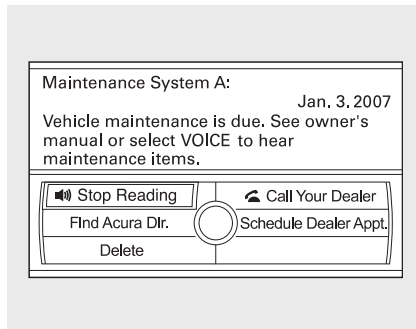 Maintenance System A:
Jan. 3, 2007
Vehicle maintenance is due. See owner's
manual or select VOICE to hear
maintenance items.
Stop Reading
Call Your Dealer
Find Acura Dlr.
Schedule Dealer Appt.
Delete